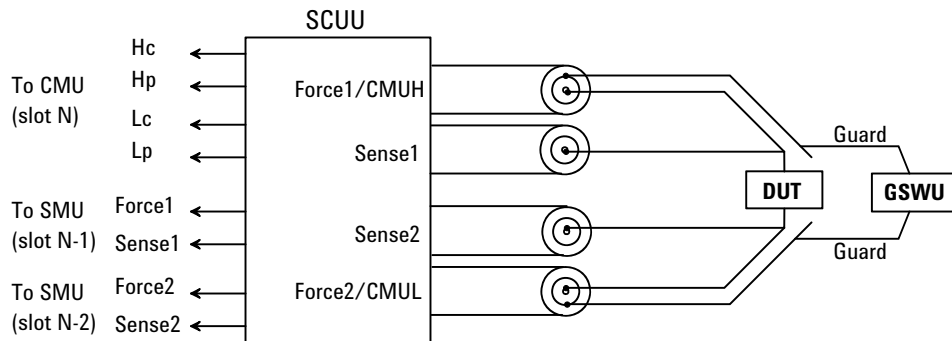 SCUU
Hc
Hp
Lc
Lp
To CMU
(slot N)
Force1/CMUH
Sense1
Sense2
Force2/CMUL
To SMU
(slot N-1)
Force1
Sense1
To SMU
(slot N-2)
Force2
Sense2
Guard
DUT
GSWU
Guard